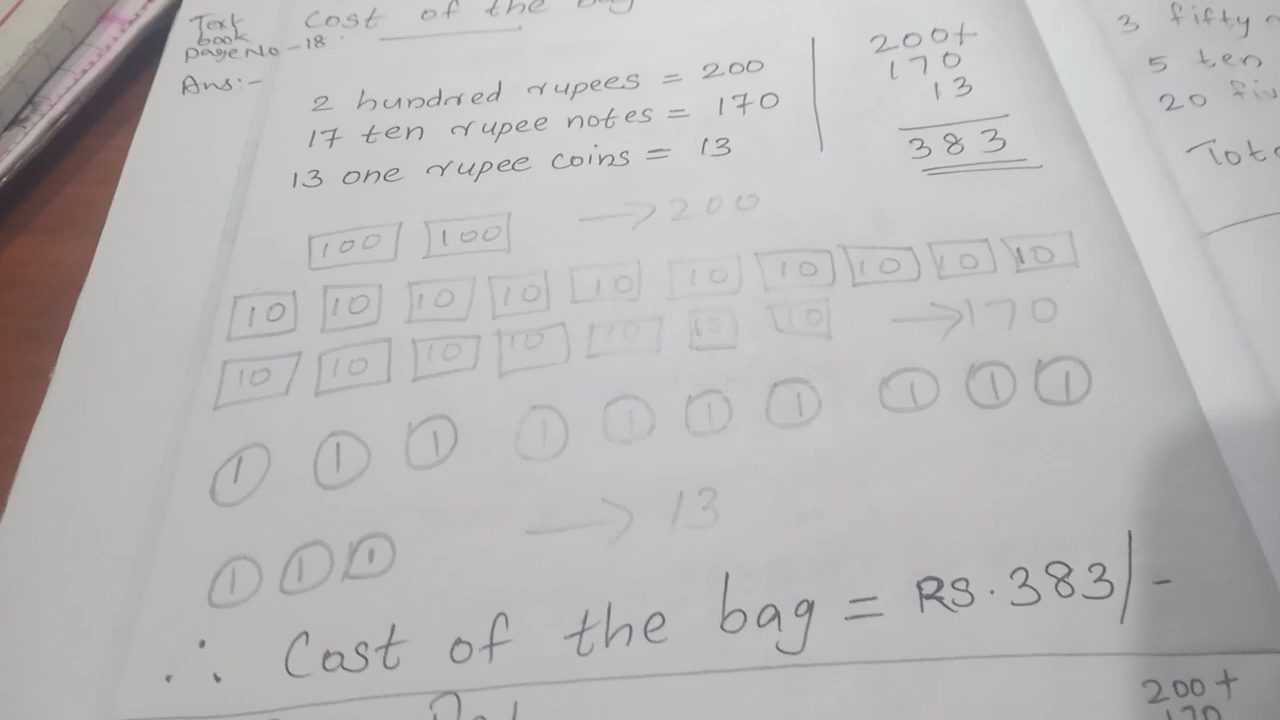 Text
book
Page No - 18
cost of the bag
Ans:-
2 hundred rupees = 200
17 ten rupee notes = 170
13 one rupee coins = 13
200+
170
13
383
100 100 → 200
10 10 10 10 10 10 10 10 10 10
10 10 10 10 10 10 10 → 170
1 1 1 1 1 1 1 1 1 1
1 1 1 → 13
∴ Cost of the bag = RS. 383/-
3 fifty
5 ten
20
200+
170